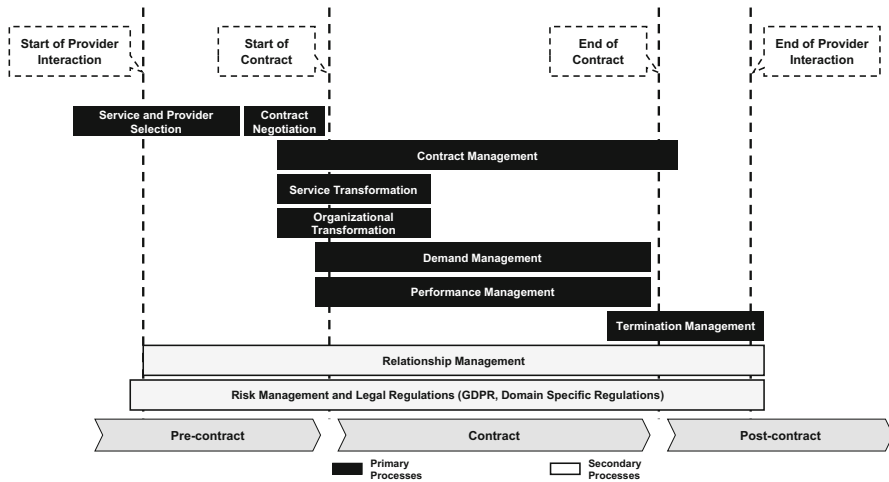 Start of Provider
Interaction
Start of
Contract
End of
Contract
End of Provider
Interaction
Service and Provider
Selection
Contract
Negotiation
Contract Management
Service Transformation
Organizational
Transformation
Demand Management
Performance Management
Termination Management
Relationship Management
Risk Management and Legal Regulations (GDPR, Domain Specific Regulations)
Pre-contract
Contract
Post-contract
Primary
Processes
Secondary
Processes